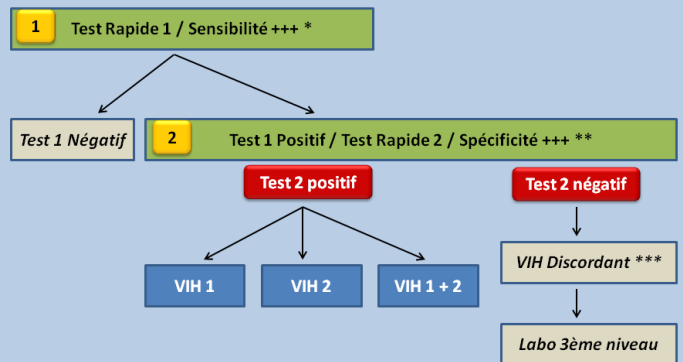 1 Test Rapide 1 / Sensibilité +++ *
Test 1 Négatif
2 Test 1 Positif / Test Rapide 2 / Spécificité +++ **
Test 2 positif
Test 2 négatif
VIH 1
VIH 2
VIH 1 + 2
VIH Discordant ***
Labo 3ème niveau